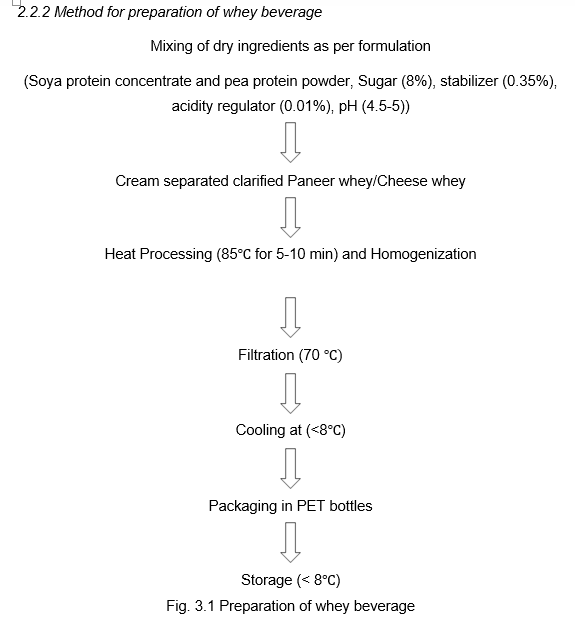 2.2.2 Method for preparation of whey beverage
Mixing of dry ingredients as per formulation
(Soya protein concentrate and pea protein powder, Sugar (8%), stabilizer (0.35%),
acidity regulator (0.01%), pH (4.5-5))
Cream separated clarified Paneer whey/Cheese whey
Heat Processing (85°C for 5-10 min) and Homogenization
Filtration (70 °C)
Cooling at (<8°C)
Packaging in PET bottles
Storage (< 8°C)
Fig. 3.1 Preparation of whey beverage